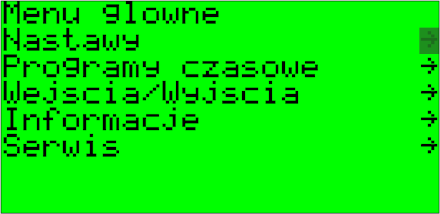 Menu glowne
Nastawy →
Programy czasowe →
Wejscia/Wyjscia →
Informacje →
Serwis →